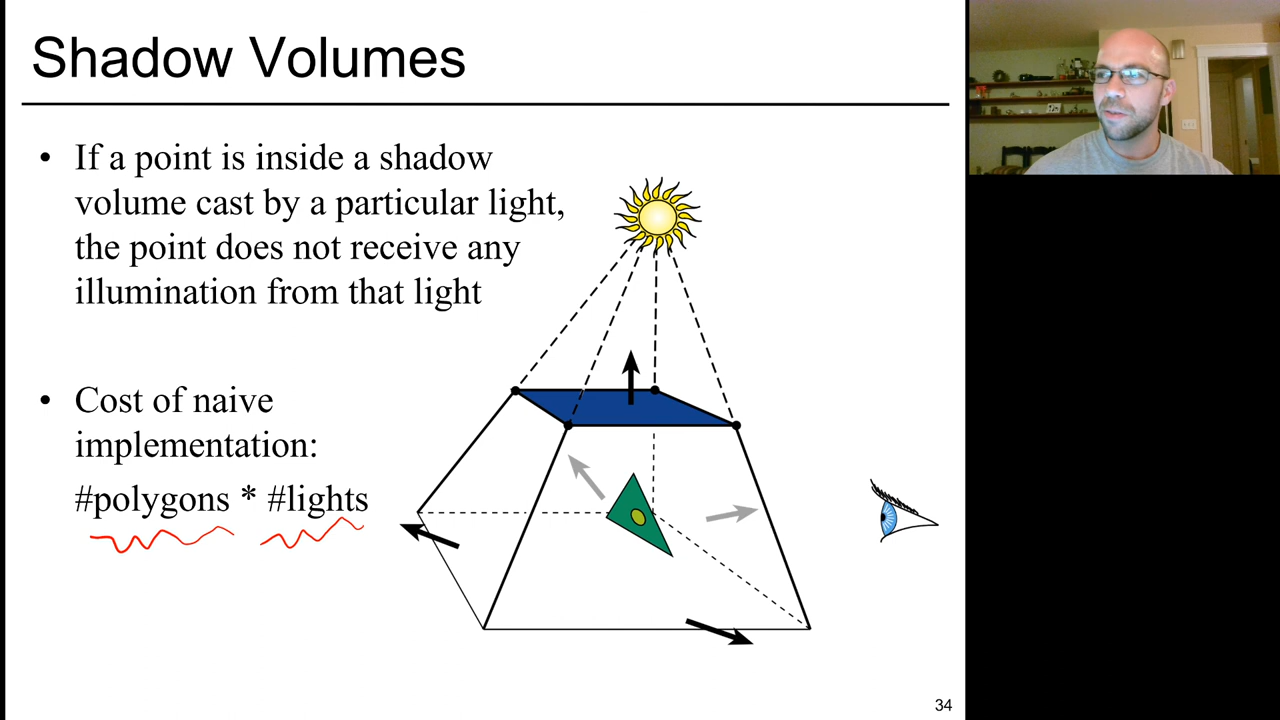 Shadow Volumes
• If a point is inside a shadow
volume cast by a particular light,
the point does not receive any
illumination from that light
• Cost of naive
implementation:
#polygons * #lights
34